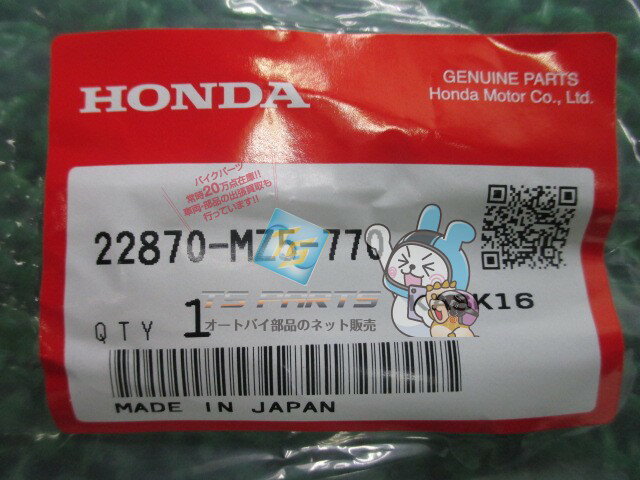 HONDA
GENUINE PARTS
Honda Motor Co., Ltd.
バイクパーツ
常時20万点在庫!!
車両・部品の出張買取も
行っています!!
22870-MZ5-770
TS
TS PARTS
オートバイ部品のネット販売
QTY 1
MADE IN JAPAN